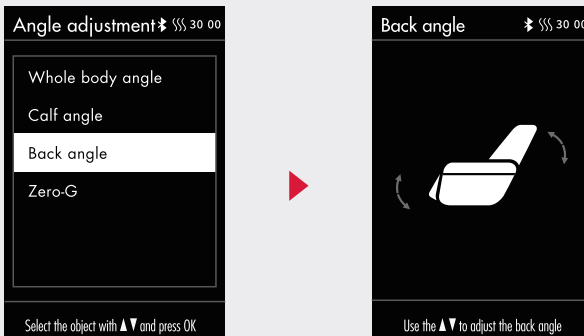 Angle adjustment 30 00
Whole body angle
Calf angle
Back angle
Zero-G
Select the object with ▲▼ and press OK
Back angle 30 00
Use the ▲▼ to adjust the back angle